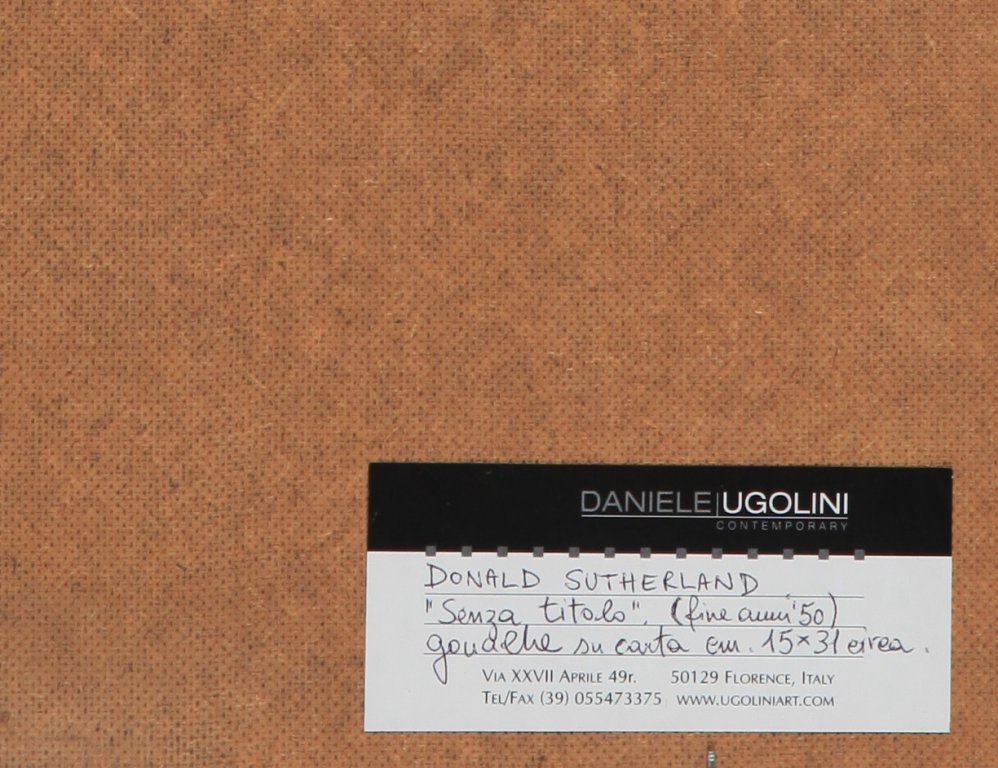 DANIELE|UGOLINI
CONTEMPORARY
DONALD SUTHERLAND
"Senza titolo". (fine anni '50)
gouache su carta cm. 15×31 circa.
VIA XXVII APRILE 49r. 50129 FLORENCE, ITALY
TEL/FAX (39) 055473375 WWW.UGOLINIART.COM